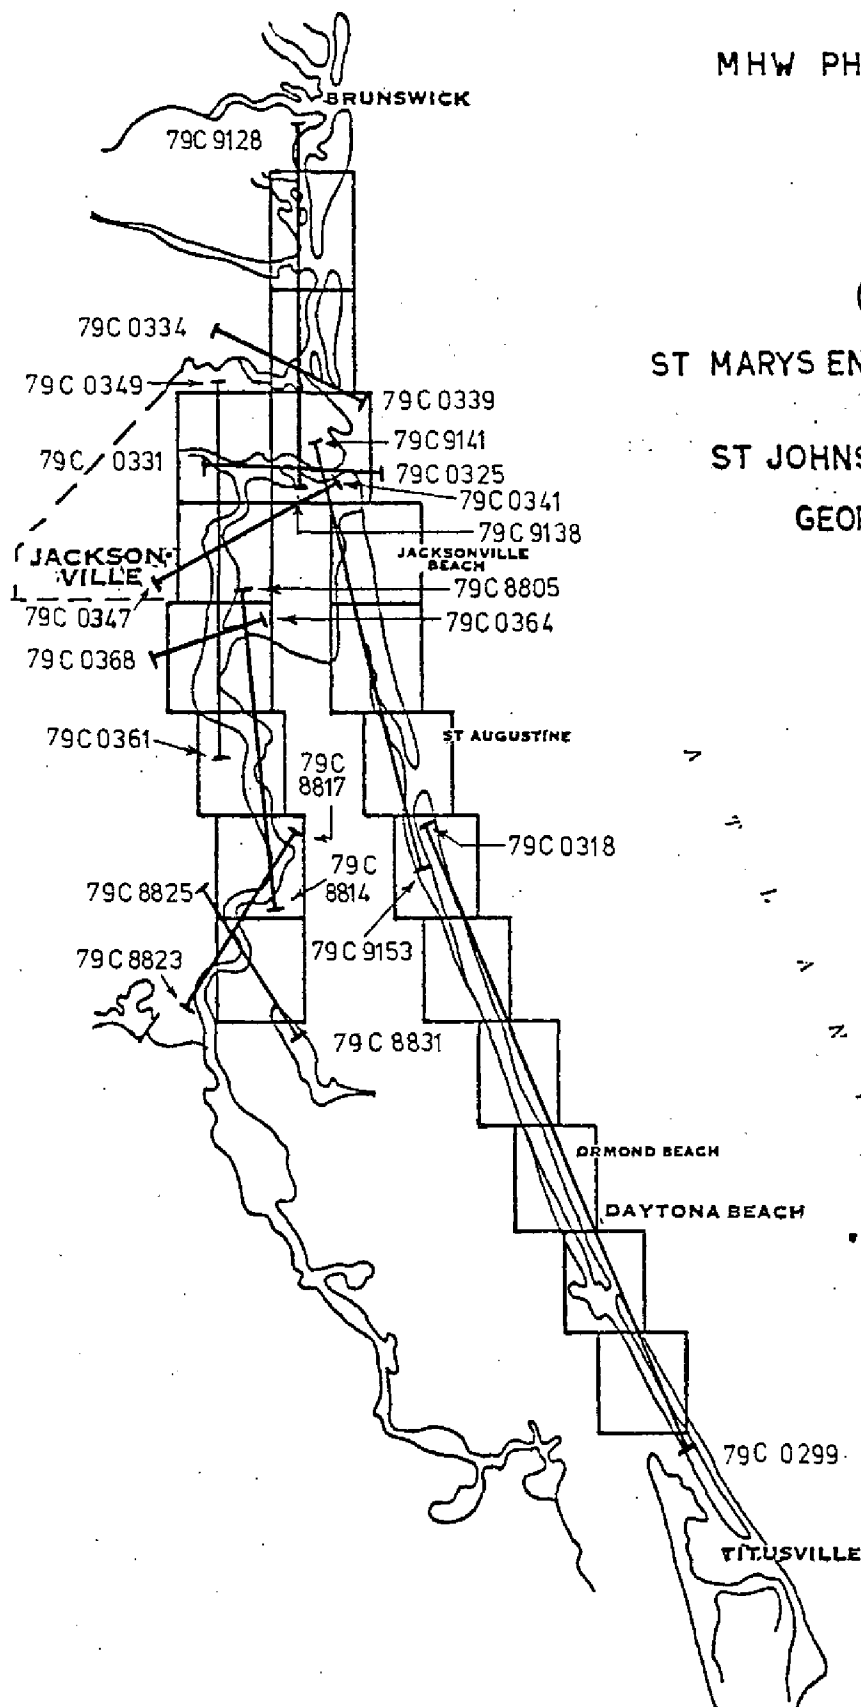 MHW PH
BRUNSWICK
79C 9128
79C 0334
ST MARYS EN
79C 0349
79C 0339
79C 9141
ST JOHNS
79C 0331
79C 0325
79C 0341
GEOR
79C 9138
JACKSON-
VILLE
JACKSONVILLE
BEACH
79C 8805
79C 0347
79C 0364
79C 0368
79C 0361
ST AUGUSTINE
79C
8817
79C 0318
79C
8814
79C 8825
79C 9153
79C 8823
79C 8831
ORMOND BEACH
DAYTONA BEACH
79C 0299
TITUSVILLE